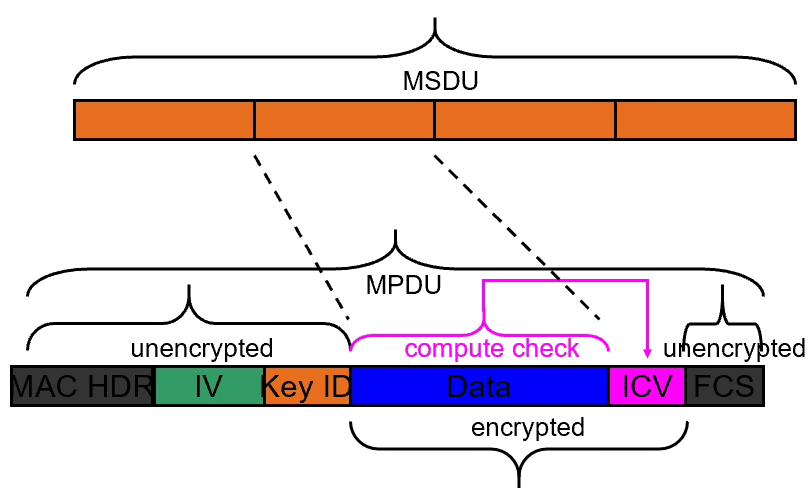 MSDU
MPDU
unencrypted compute check unencrypted
MAC HDR IV Key ID Data ICV FCS
encrypted